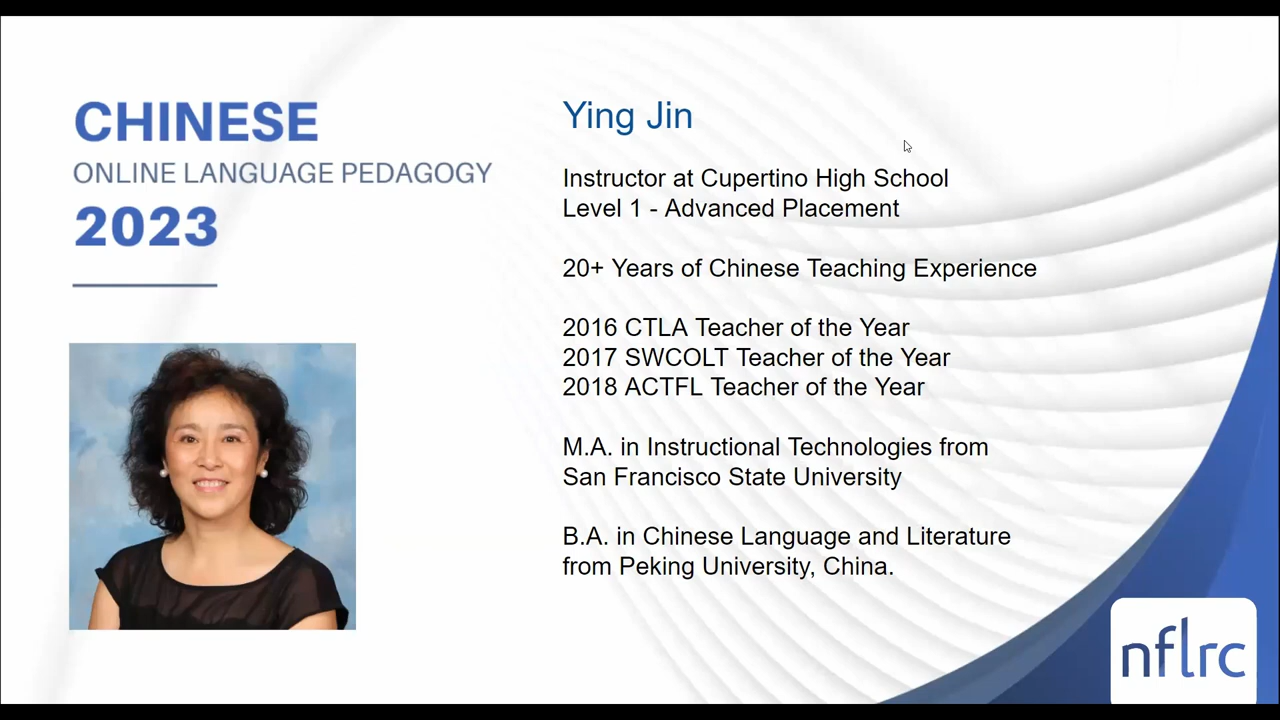 CHINESE
ONLINE LANGUAGE PEDAGOGY
2023
Ying Jin
Instructor at Cupertino High School
Level 1 - Advanced Placement
20+ Years of Chinese Teaching Experience
2016 CTLA Teacher of the Year
2017 SWCOLT Teacher of the Year
2018 ACTFL Teacher of the Year
M.A. in Instructional Technologies from
San Francisco State University
B.A. in Chinese Language and Literature
from Peking University, China.
nflrc